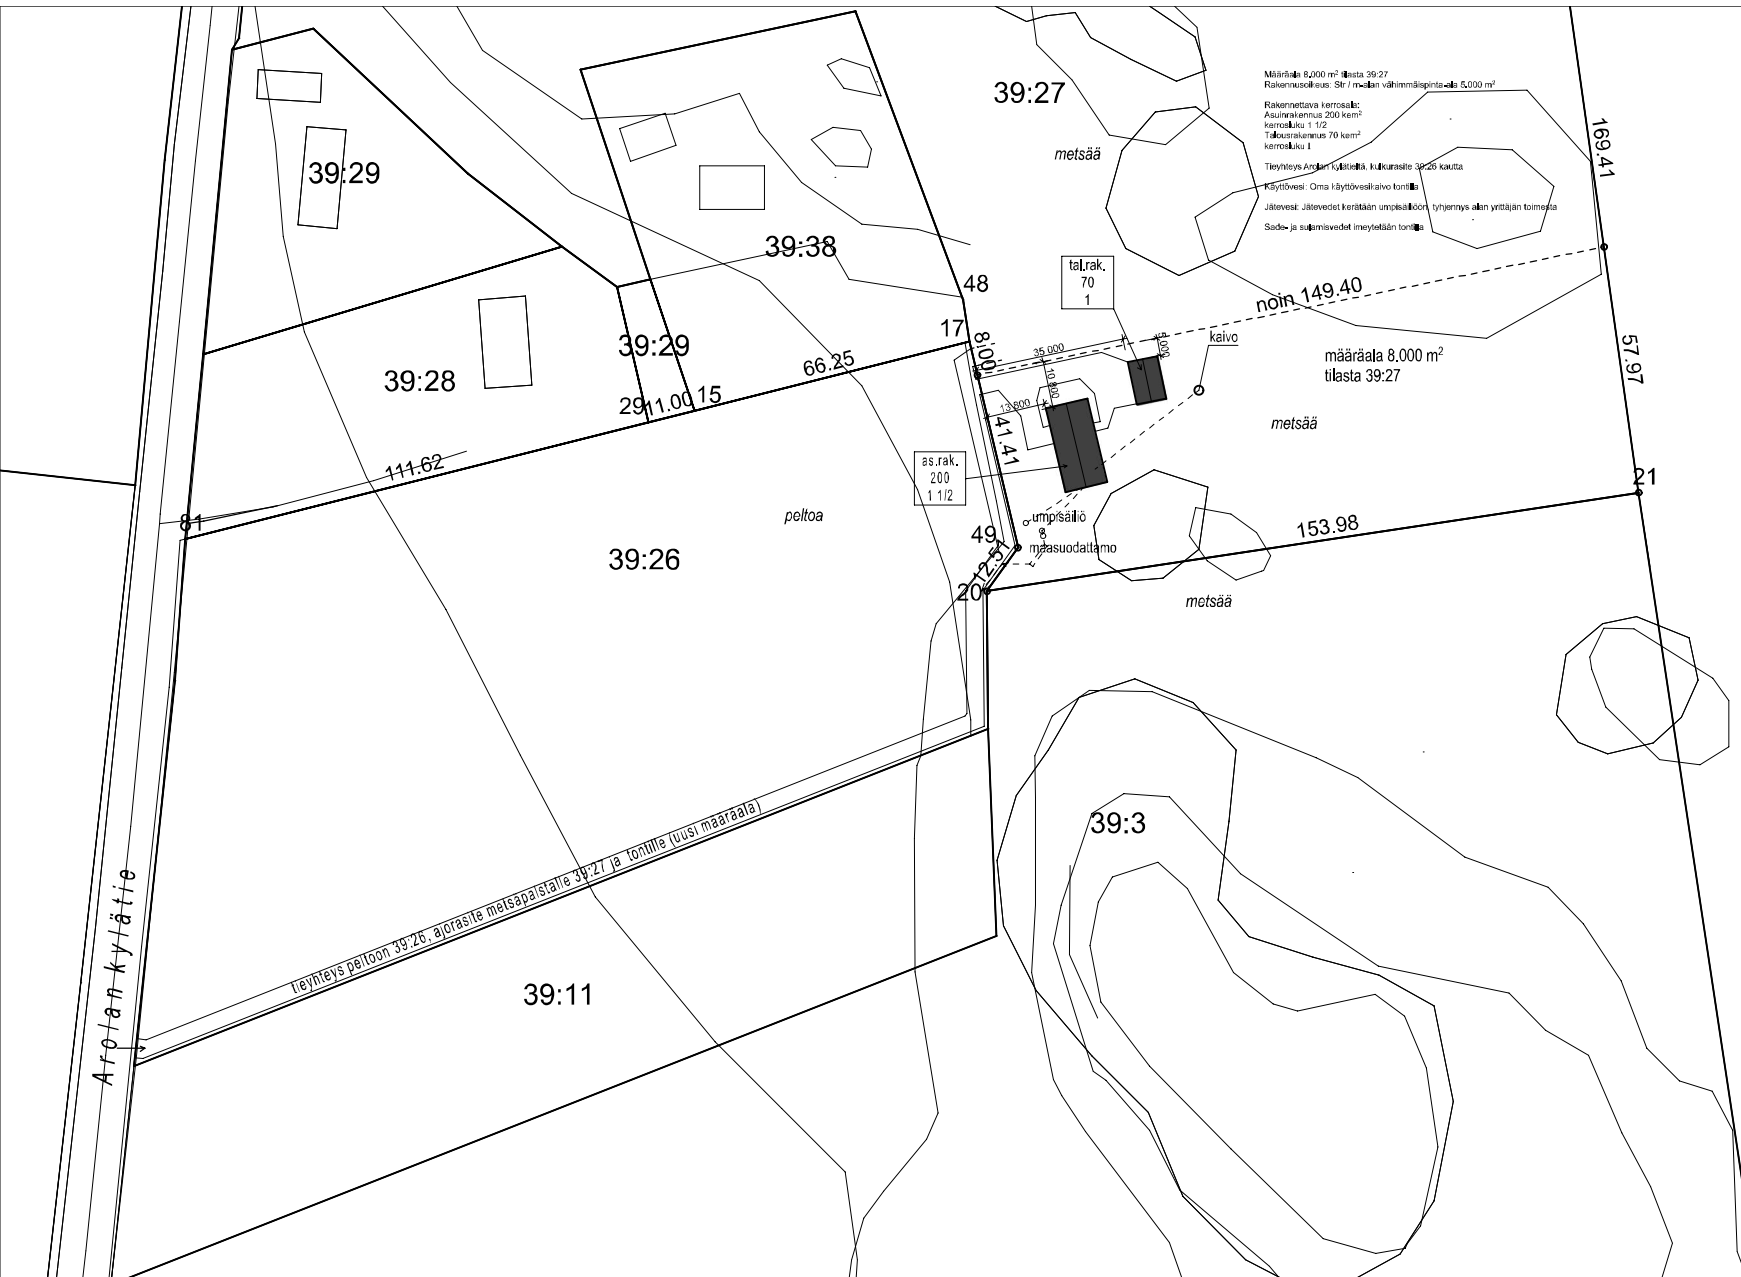 39:27
Määräala 8.000 m² tilasta 39:27
Rakennusoikeus: Str / m-alan vähimmäispinta-ala 5.000 m²
Rakennettava kerrosala:
Asuinrakennus 200 kem²
kerrosluku 1 1/2
Talousrakennus 70 kem²
kerrosluku I
Tieyhteys Arolan kylätieltä, kulkurasite 39:26 kautta
Käyttövesi: Oma käyttövesikaivo tontilla
Jätevesi: Jätevedet kerätään umpisäiliöön, tyhjennys alan yrittäjän toimesta
Sade- ja sulamisvedet imeytetään tontilla
169.41
metsää
39:29
39:38
tal.rak.
70
1
48
noin 149.40
17
8.00
35 000
5 000
kaivo
39:29
66.25
määräala 8.000 m²
tilasta 39:27
57.97
39:28
10 800
29
11.00
15
13 800
41.41
metsää
111.62
as.rak.
200
1 1/2
21
81
peltoa
umpisäiliö
153.98
49
maasuodattamo
39:26
12.57
20
metsää
39:3
tieyhteys peltoon 39:26, ajorasite metsäpalstalle 39:27 ja tontille (uusi määräala)
Arolankylätie
39:11